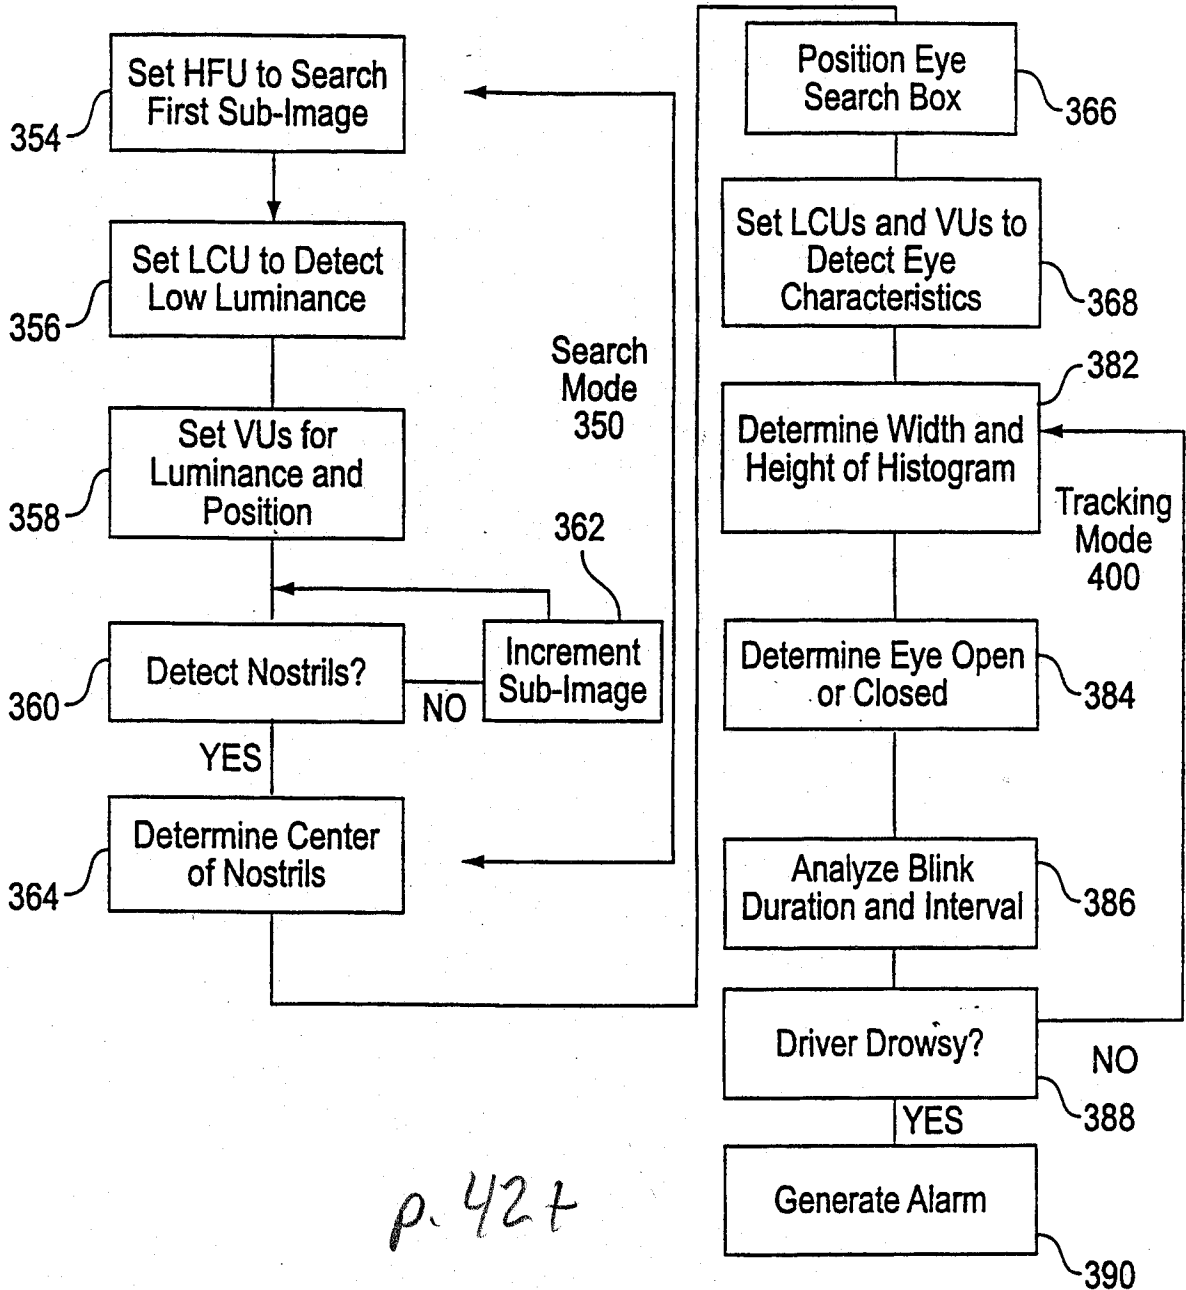 Set HFU to Search
First Sub-Image
354
Set LCU to Detect
Low Luminance
356
Set VUs for
Luminance and
Position
358
Search
Mode
350
362
Increment
Sub-Image
Detect Nostrils?
360
NO
YES
Determine Center
of Nostrils
364
Position Eye
Search Box
366
Set LCUs and VUs to
Detect Eye
Characteristics
368
382
Determine Width and
Height of Histogram
Tracking
Mode
400
Determine Eye Open
or Closed
384
Analyze Blink
Duration and Interval
386
Driver Drowsy?
NO
388
YES
Generate Alarm
390
p. 42+